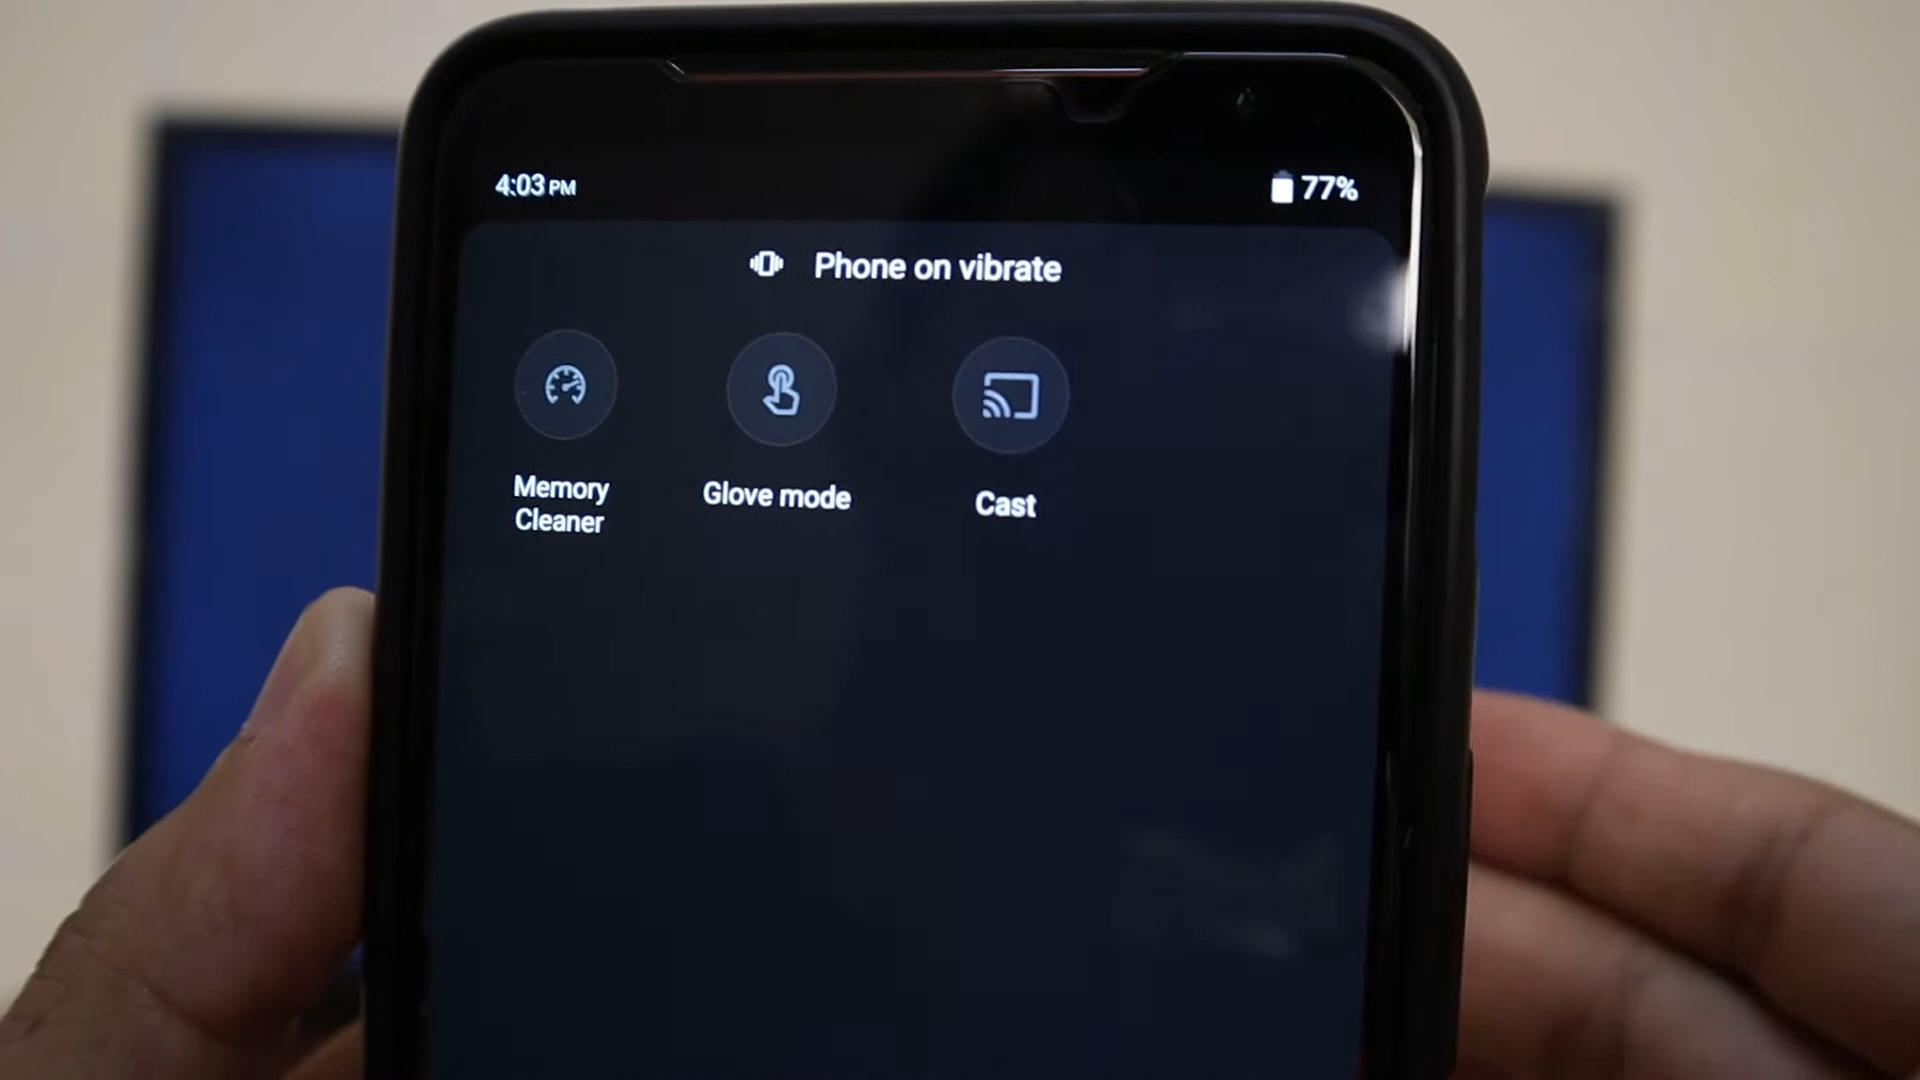 4:03 PM
77%
Phone on vibrate
Memory
Cleaner
Glove mode
Cast